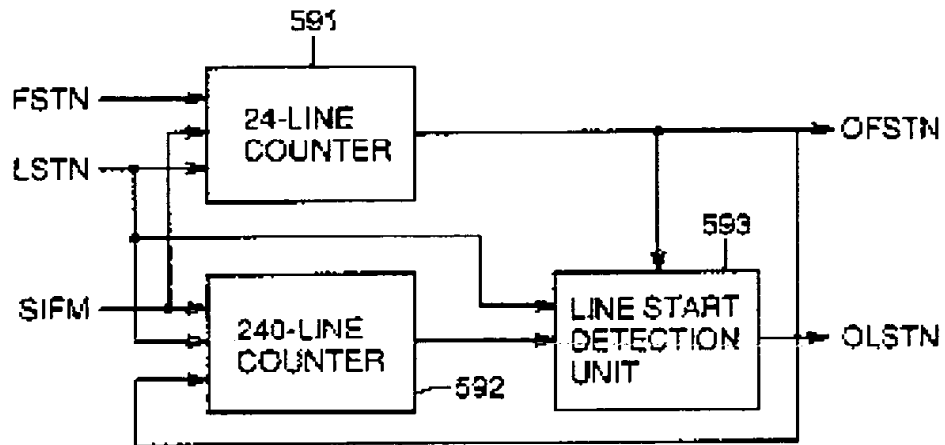 591
FSTN
24-LINE
COUNTER
OFSTN
LSTN
593
SIFM
240-LINE
COUNTER
LINE START
DETECTION
UNIT
OLSTN
592